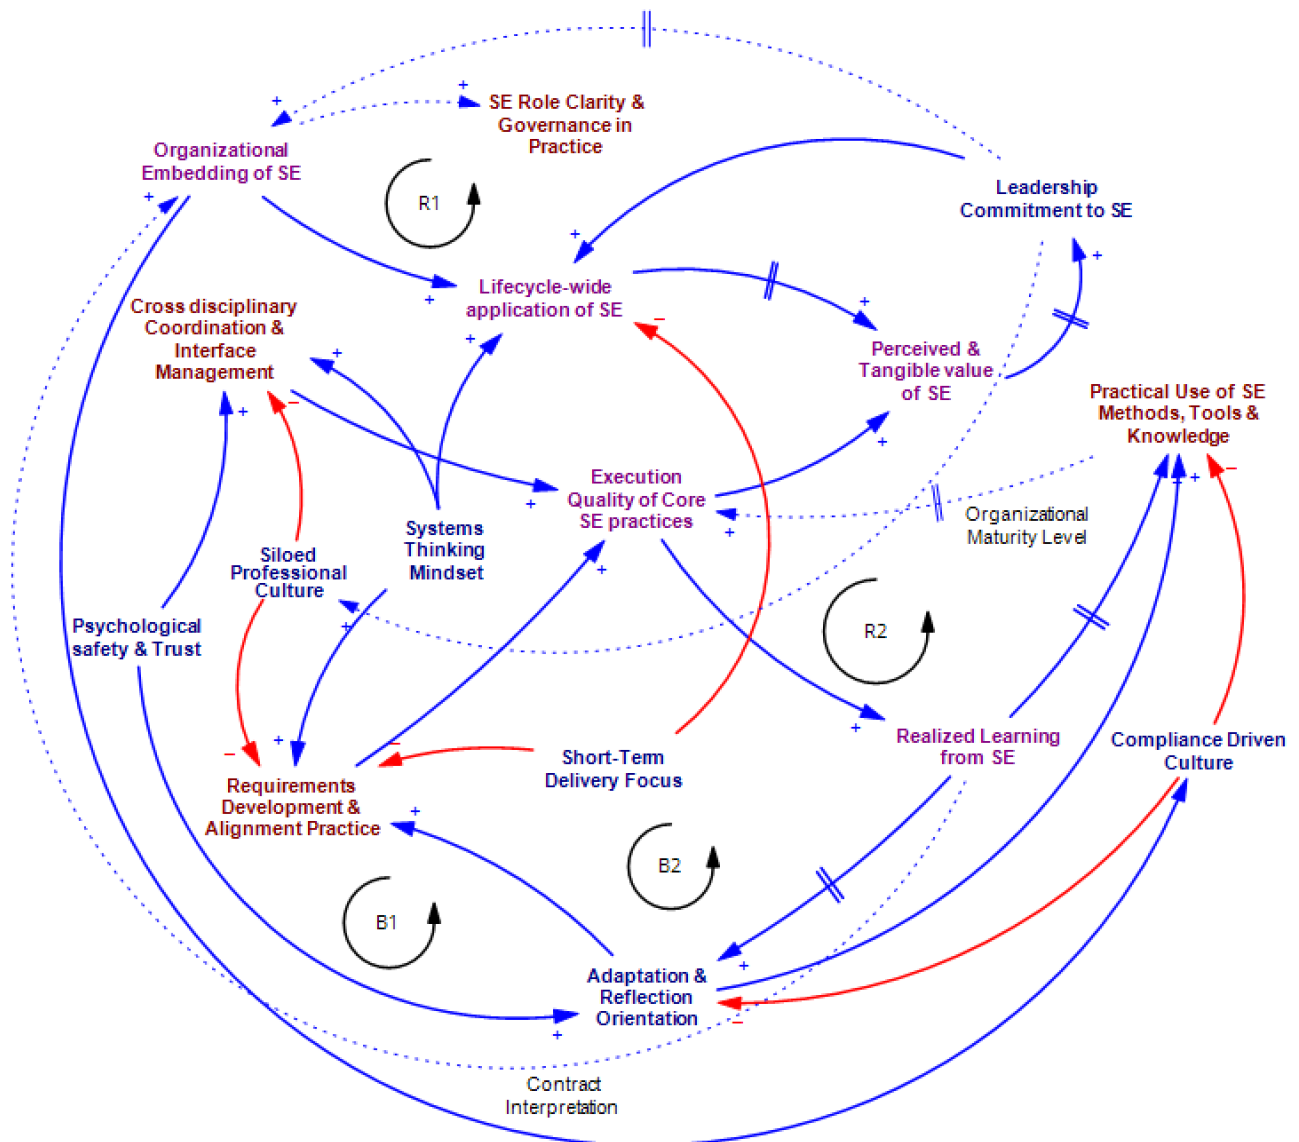 SE Role Clarity &
Governance in
Practice
Organizational
Embedding of SE
R1
Leadership
Commitment to SE
Lifecycle-wide
application of SE
Cross disciplinary
Coordination &
Interface
Management
Perceived &
Tangible value
of SE
Practical Use of SE
Methods, Tools &
Knowledge
Execution
Quality of Core
SE practices
Organizational
Maturity Level
Systems
Thinking
Mindset
Siloed
Professional
Culture
Psychological
safety & Trust
R2
Realized Learning
from SE
Compliance Driven
Culture
Short-Term
Delivery Focus
Requirements
Development &
Alignment Practice
B2
B1
Adaptation &
Reflection
Orientation
Contract
Interpretation